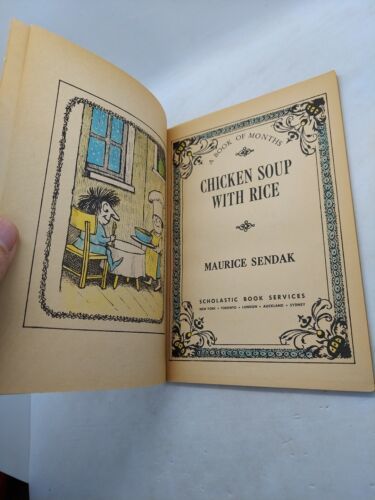 A BOOK OF MONTHS
CHICKEN SOUP
WITH RICE
MAURICE SENDAK
SCHOLASTIC BOOK SERVICES
NEW YORK • TORONTO • LONDON • AUCKLAND • SYDNEY